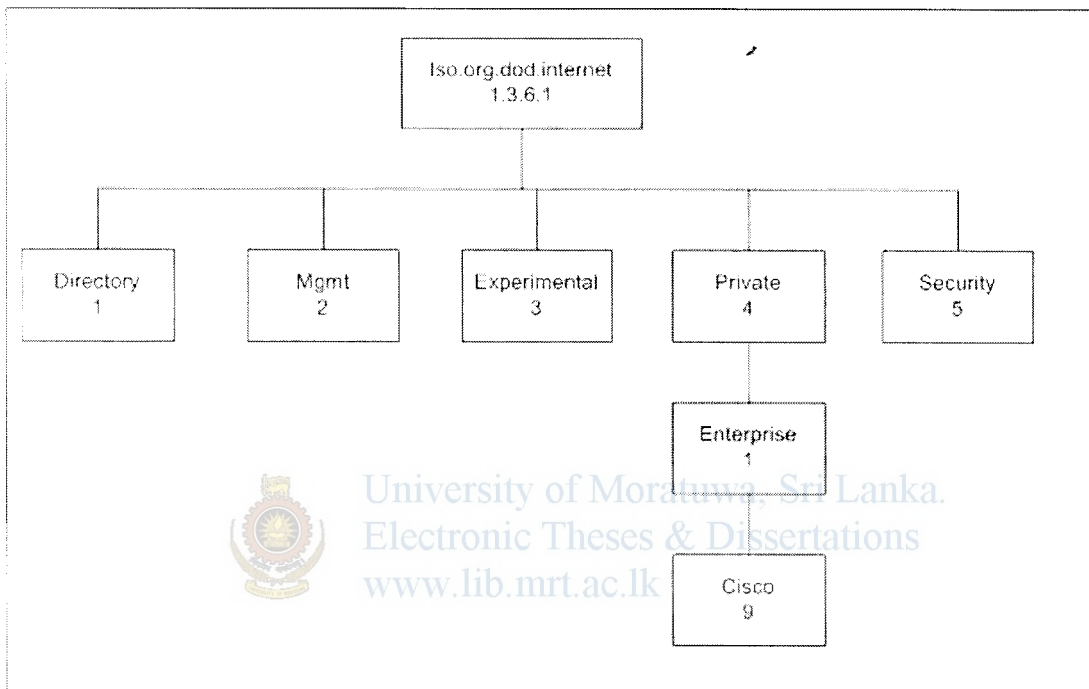 Iso.org.dod.internet
1.3.6.1
Directory
1
Mgmt
2
Experimental
3
Private
4
Security
5
Enterprise
1
University of Moratuwa, Sri Lanka.
Electronic Theses & Dissertations
www.lib.mrt.ac.lk
Cisco
9